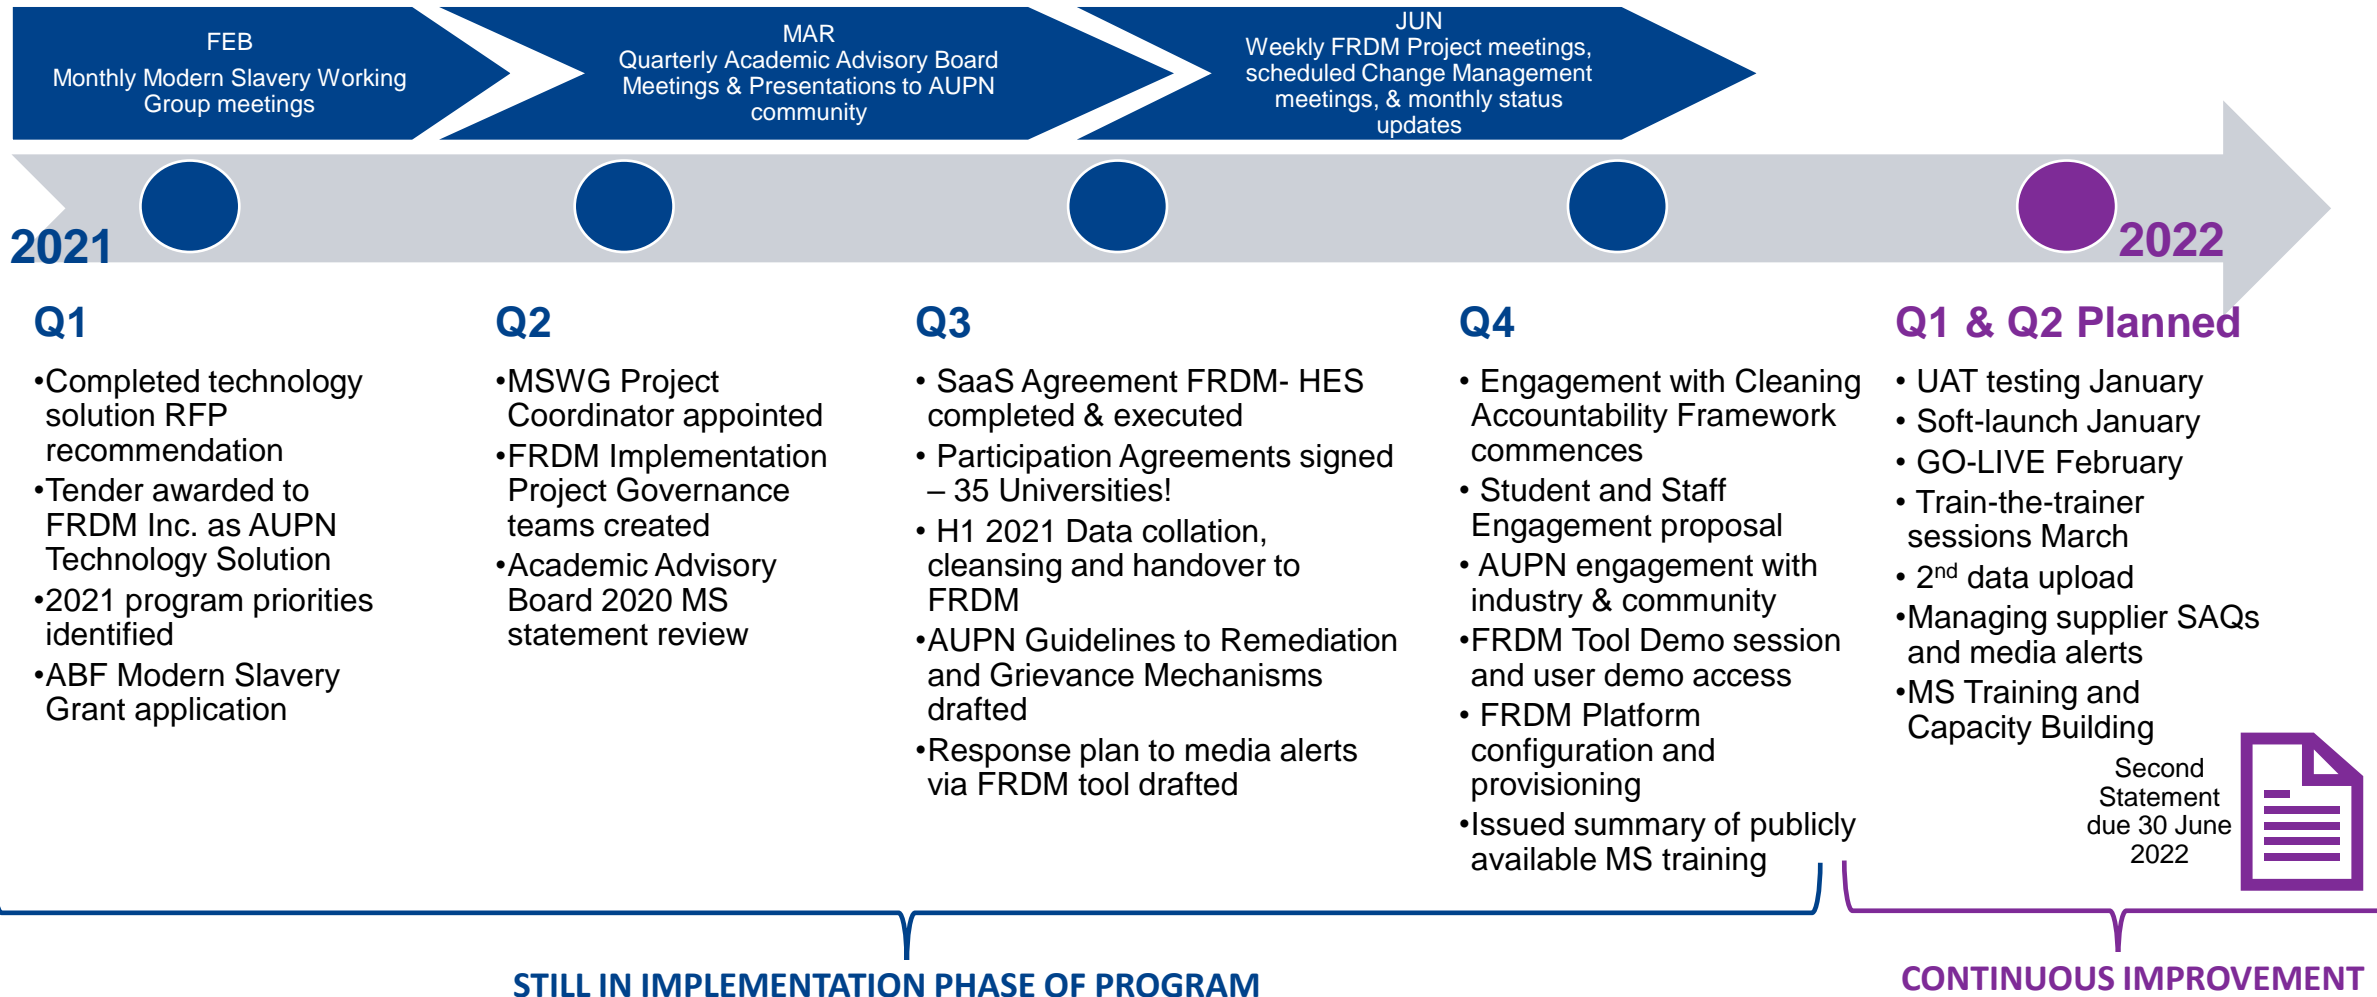 FEB
Monthly Modern Slavery Working
Group meetings
MAR
Quarterly Academic Advisory Board
Meetings & Presentations to AUPN
community
JUN
Weekly FRDM Project meetings,
scheduled Change Management
meetings, & monthly status
updates
2021
2022
Q1
•Completed technology
solution RFP
recommendation
•Tender awarded to
FRDM Inc. as AUPN
Technology Solution
•2021 program priorities
identified
•ABF Modern Slavery
Grant application
Q2
•MSWG Project
Coordinator appointed
•FRDM Implementation
Project Governance
teams created
•Academic Advisory
Board 2020 MS
statement review
Q3
• SaaS Agreement FRDM- HES
completed & executed
• Participation Agreements signed
– 35 Universities!
• H1 2021 Data collation,
cleansing and handover to
FRDM
•AUPN Guidelines to Remediation
and Grievance Mechanisms
drafted
•Response plan to media alerts
via FRDM tool drafted
Q4
• Engagement with Cleaning
Accountability Framework
commences
• Student and Staff
Engagement proposal
• AUPN engagement with
industry & community
•FRDM Tool Demo session
and user demo access
• FRDM Platform
configuration and
provisioning
•Issued summary of publicly
available MS training
Q1 & Q2 Planned
• UAT testing January
• Soft-launch January
• GO-LIVE February
• Train-the-trainer
sessions March
• 2nd data upload
•Managing supplier SAQs
and media alerts
•MS Training and
Capacity Building
Second
Statement
due 30 June
2022
STILL IN IMPLEMENTATION PHASE OF PROGRAM
CONTINUOUS IMPROVEMENT